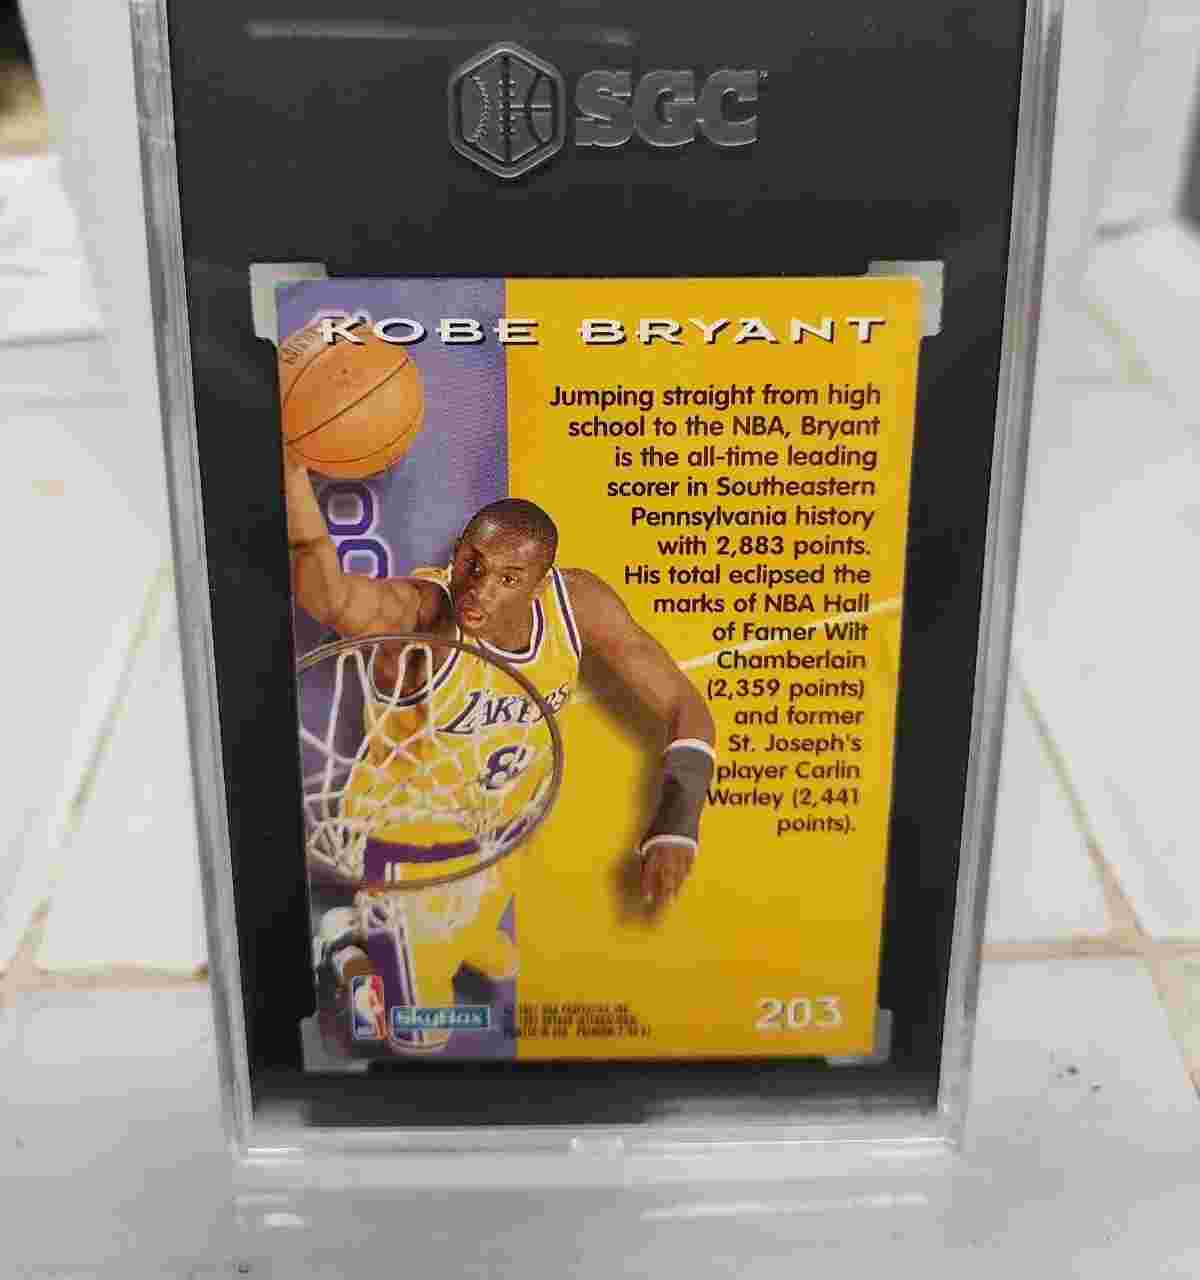 SGC
KOBE BRYANT
Jumping straight from high
school to the NBA, Bryant
is the all-time leading
scorer in Southeastern
Pennsylvania history
with 2,883 points.
His total eclipsed the
marks of NBA Hall
of Famer Wilt
Chamberlain
(2,359 points)
and former
St. Joseph's
player Carlin
Warley (2,441
points).
LAKERS
8
SkyBox
203